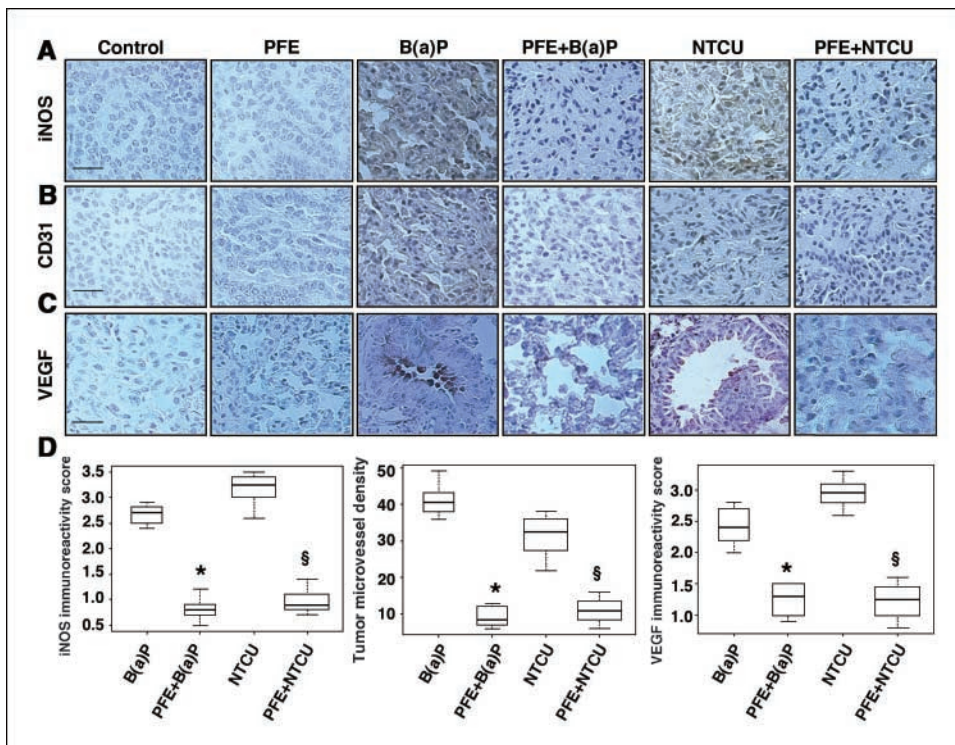 A Control PFE B(a)P PFE+B(a)P NTCU PFE+NTCU
iNOS
B
CD31
C
VEGF
D
iNOS immunoreactivity score
3.5
3.0
2.5
2.0
1.5
1.0
0.5
*
§
B(a)P PFE+B(a)P NTCU PFE+NTCU
Tumor microvessel density
50
40
30
20
10
*
§
B(a)P PFE+B(a)P NTCU PFE+NTCU
VEGF immunoreactivity score
3.0
2.5
2.0
1.5
1.0
*
§
B(a)P PFE+B(a)P NTCU PFE+NTCU